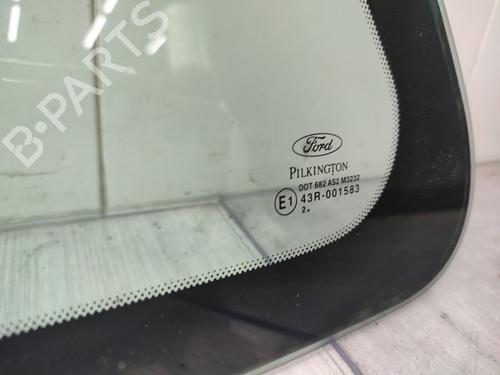 B-PARTS
Ford
PILKINGTON
DOT 682 AS2 M3232
E1 43R-001583
2.